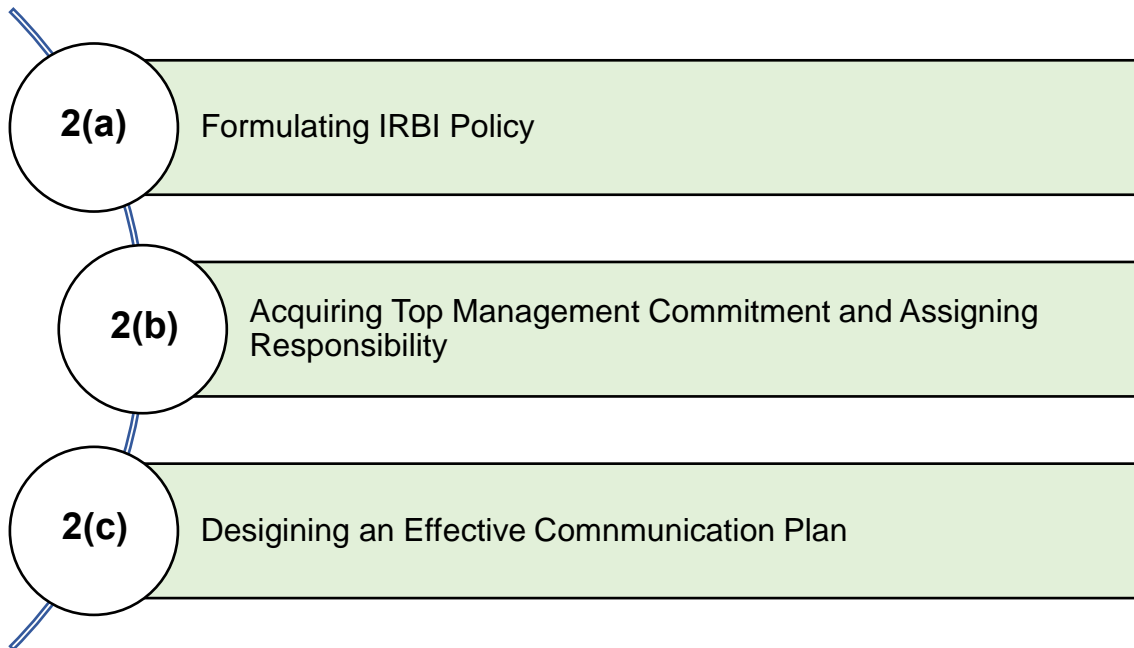 2(a)
Formulating IRBI Policy
2(b)
Acquiring Top Management Commitment and Assigning
Responsibility
2(c)
Desigining an Effective Comnmunication Plan